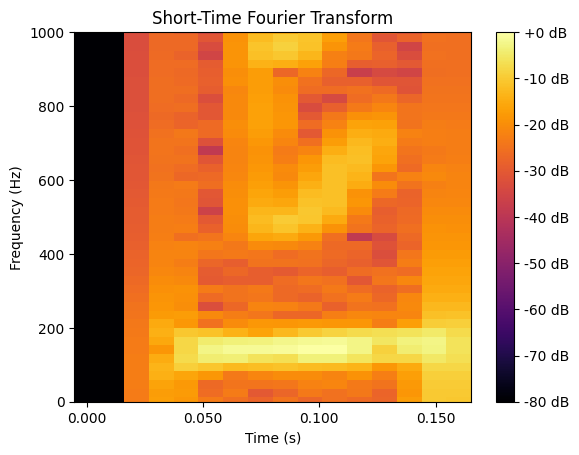 Short-Time Fourier Transform
1000
800
600
400
200
0
Frequency (Hz)
0.000
0.050
0.100
0.150
Time (s)
+0 dB
-10 dB
-20 dB
-30 dB
-40 dB
-50 dB
-60 dB
-70 dB
-80 dB